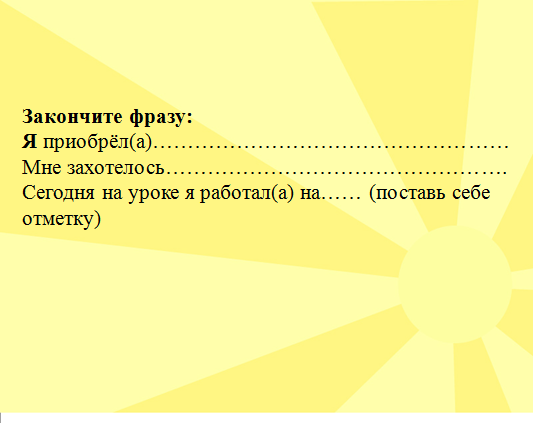 Закончите фразу:
Я приобрёл(а)……………………………………………
Мне захотелось………………………………………….
Сегодня на уроке я работал(а) на…… (поставь себе
отметку)